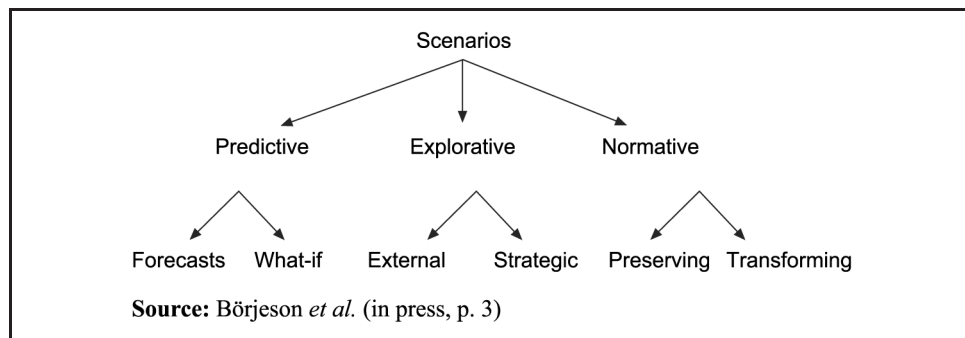 Scenarios
Predictive Explorative Normative
Forecasts What-if External Strategic Preserving Transforming
Source: Börjeson et al. (in press, p. 3)